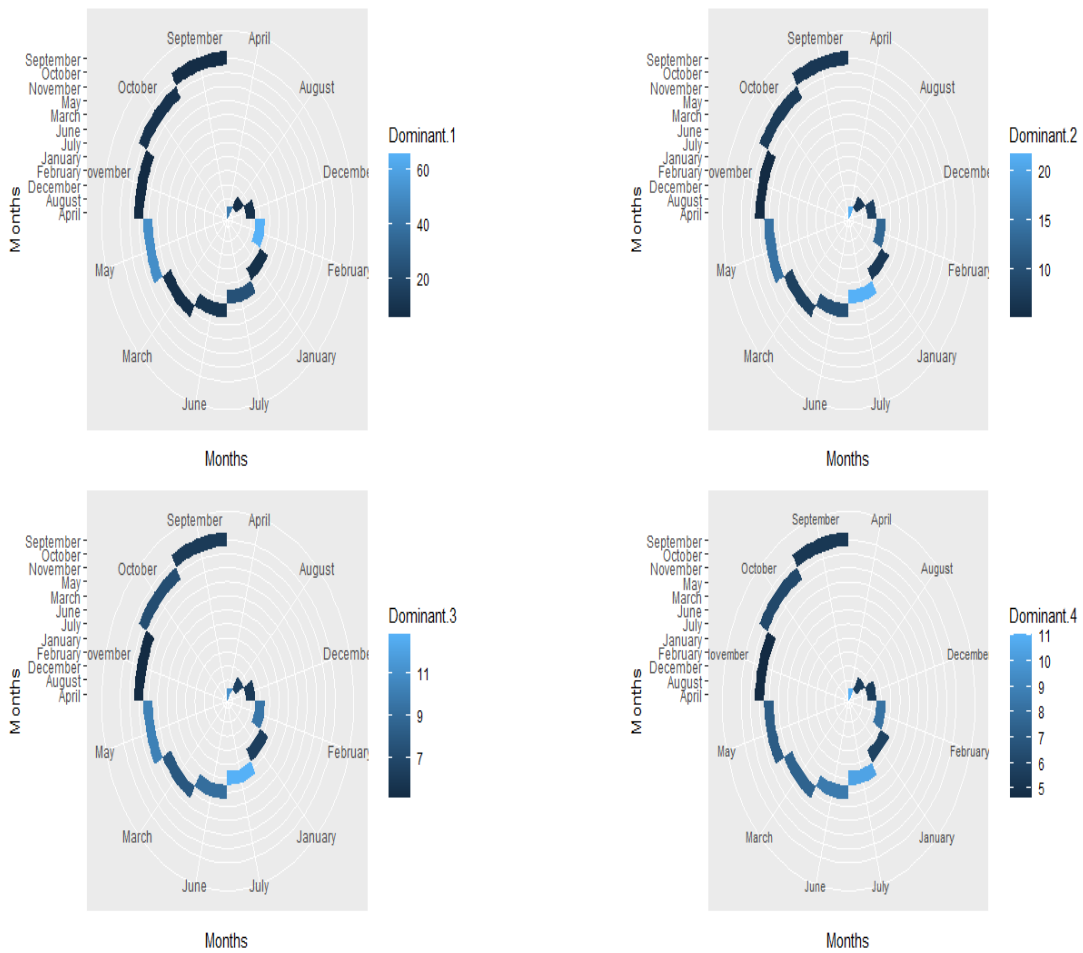 September
October
November
May
March
June
July
January
February
December
August
April
Months
September
April
October
August
ovember
Decembe
May
February
March
January
June
July
Months
Dominant.1
60
40
20
September
October
November
May
March
June
July
January
February
December
August
April
Months
September
April
October
August
ovember
Decembe
May
February
March
January
June
July
Months
Dominant.2
20
15
10
September
October
November
May
March
June
July
January
February
December
August
April
Months
September
April
October
August
ovember
Decembe
May
February
March
January
June
July
Months
Dominant.3
11
9
7
September
October
November
May
March
June
July
January
February
December
August
April
Months
September
April
October
August
November
December
May
February
March
January
June
July
Months
Dominant.4
11
10
9
8
7
6
5